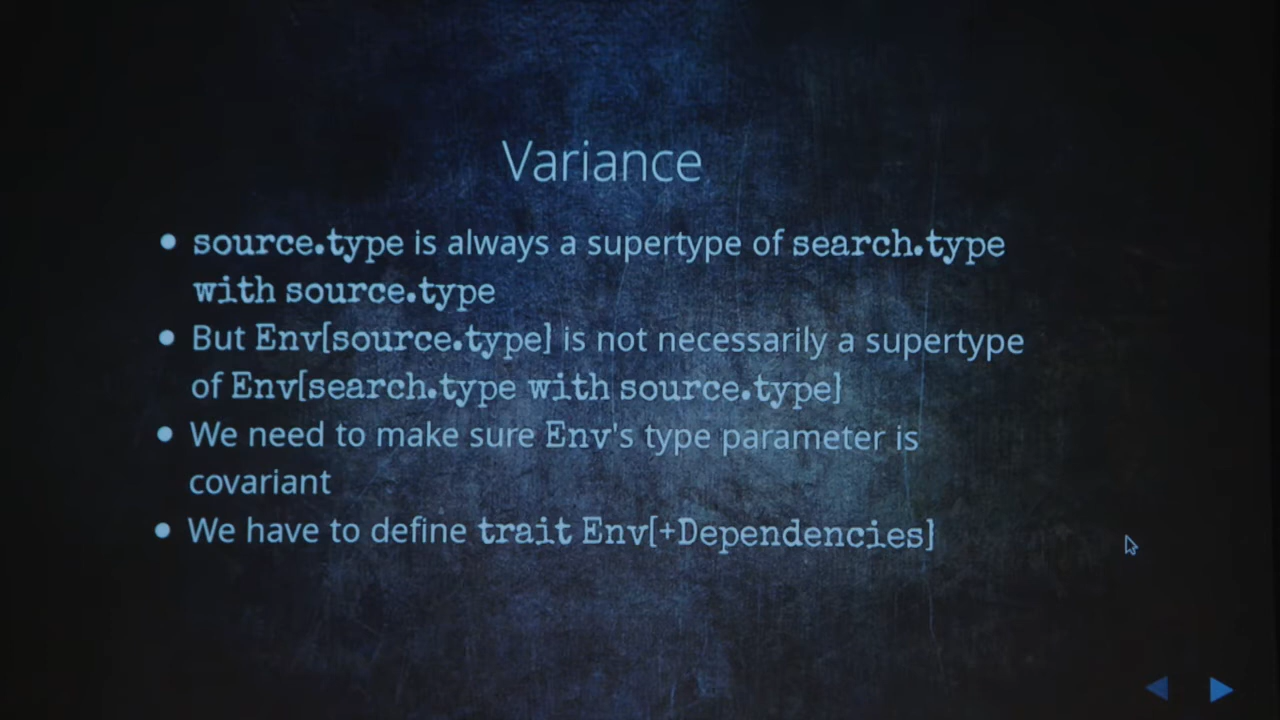 Variance
• source.type is always a supertype of search.type
with source.type
• But Env[source.type] is not necessarily a supertype
of Env[search.type with source.type]
• We need to make sure Env's type parameter is
covariant
• We have to define trait Env[+Dependencies]